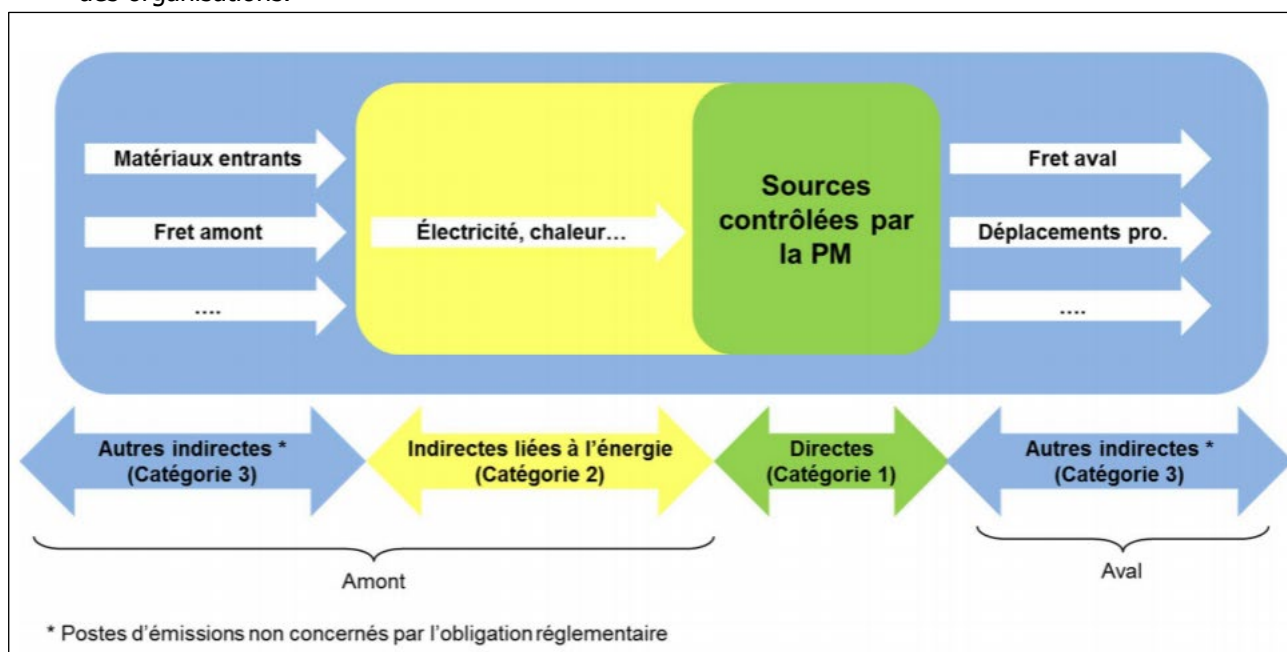 des organisations.
Matériaux entrants
Fret amont
....
Électricité, chaleur…
Sources
contrôlées par
la PM
Fret aval
Déplacements pro.
....
Autres indirectes *
(Catégorie 3)
Indirectes liées à l’énergie
(Catégorie 2)
Directes
(Catégorie 1)
Autres indirectes *
(Catégorie 3)
Amont
Aval
* Postes d’émissions non concernés par l’obligation réglementaire